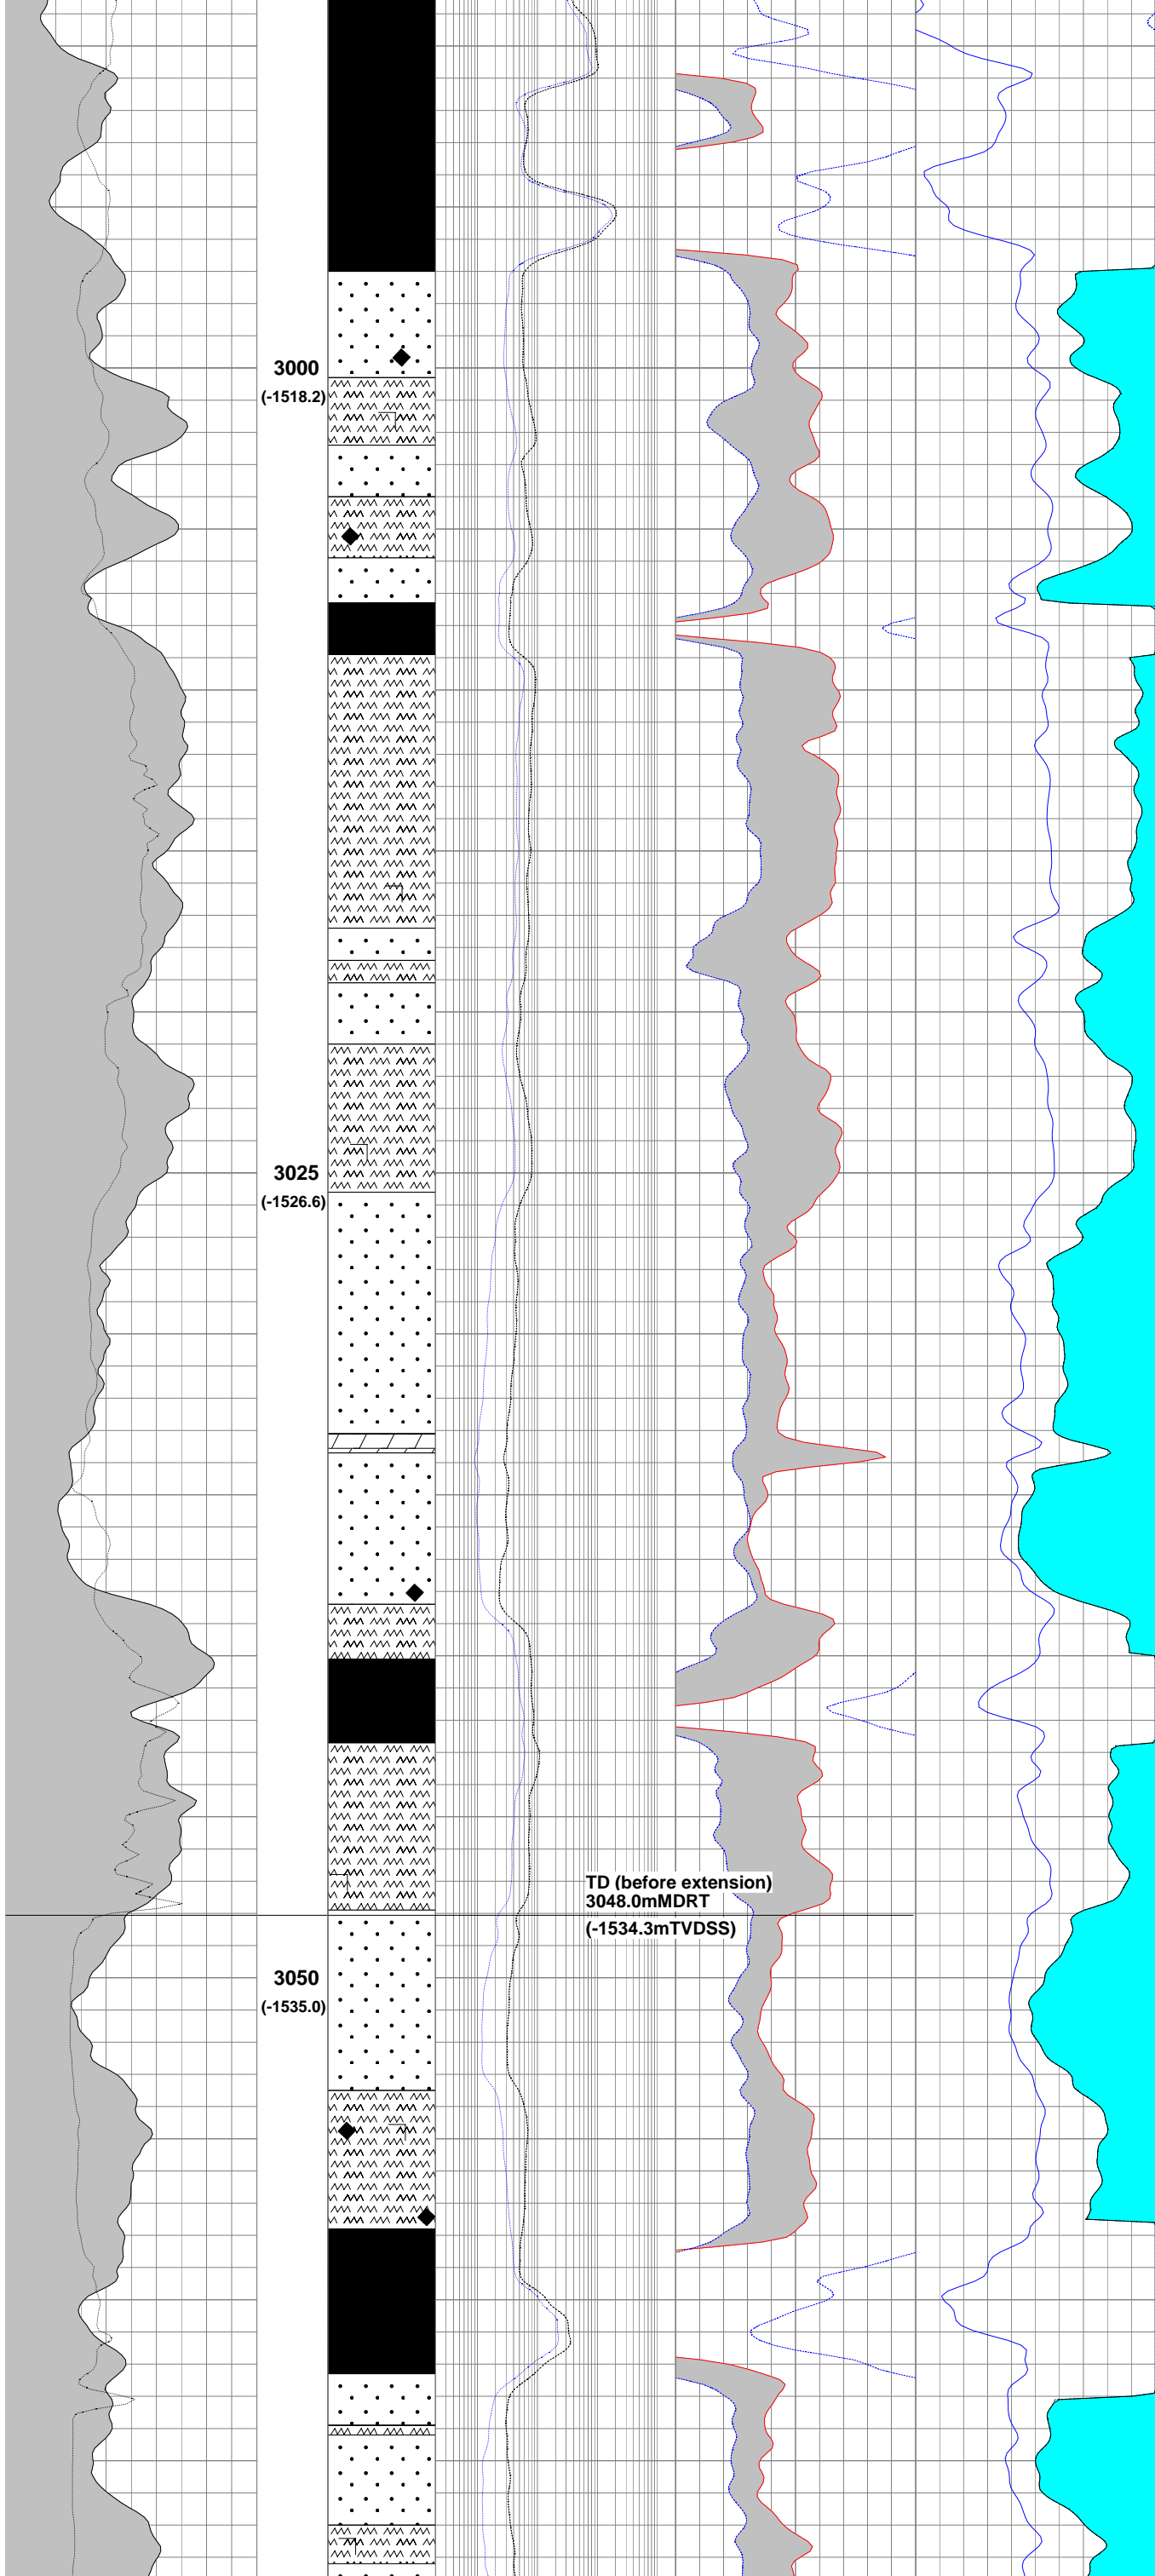 3000
(-1518.2)
3025
(-1526.6)
TD (before extension)
3048.0mMDRT
(-1534.3mTVDSS)
3050
(-1535.0)